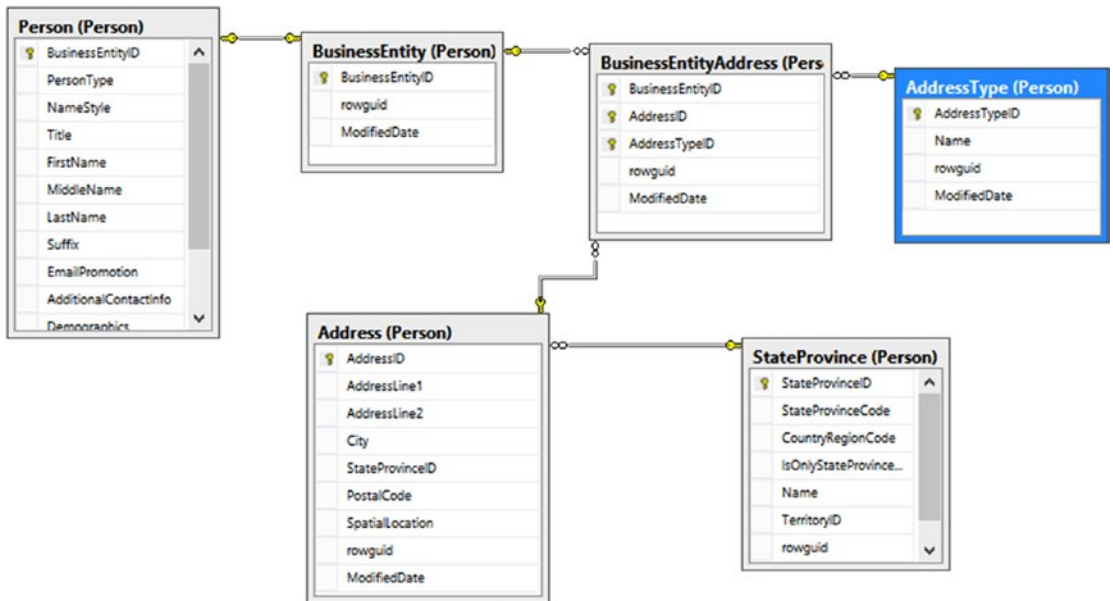 Person (Person)
BusinessEntityID
PersonType
NameStyle
Title
FirstName
MiddleName
LastName
Suffix
EmailPromotion
AdditionalContactInfo
Demographics
BusinessEntity (Person)
BusinessEntityID
rowguid
ModifiedDate
BusinessEntityAddress (Pers
BusinessEntityID
AddressID
AddressTypeID
rowguid
ModifiedDate
AddressType (Person)
AddressTypeID
Name
rowguid
ModifiedDate
Address (Person)
AddressID
AddressLine1
AddressLine2
City
StateProvinceID
PostalCode
SpatialLocation
rowguid
ModifiedDate
StateProvince (Person)
StateProvinceID
StateProvinceCode
CountryRegionCode
IsOnlyStateProvince...
Name
TerritoryID
rowguid